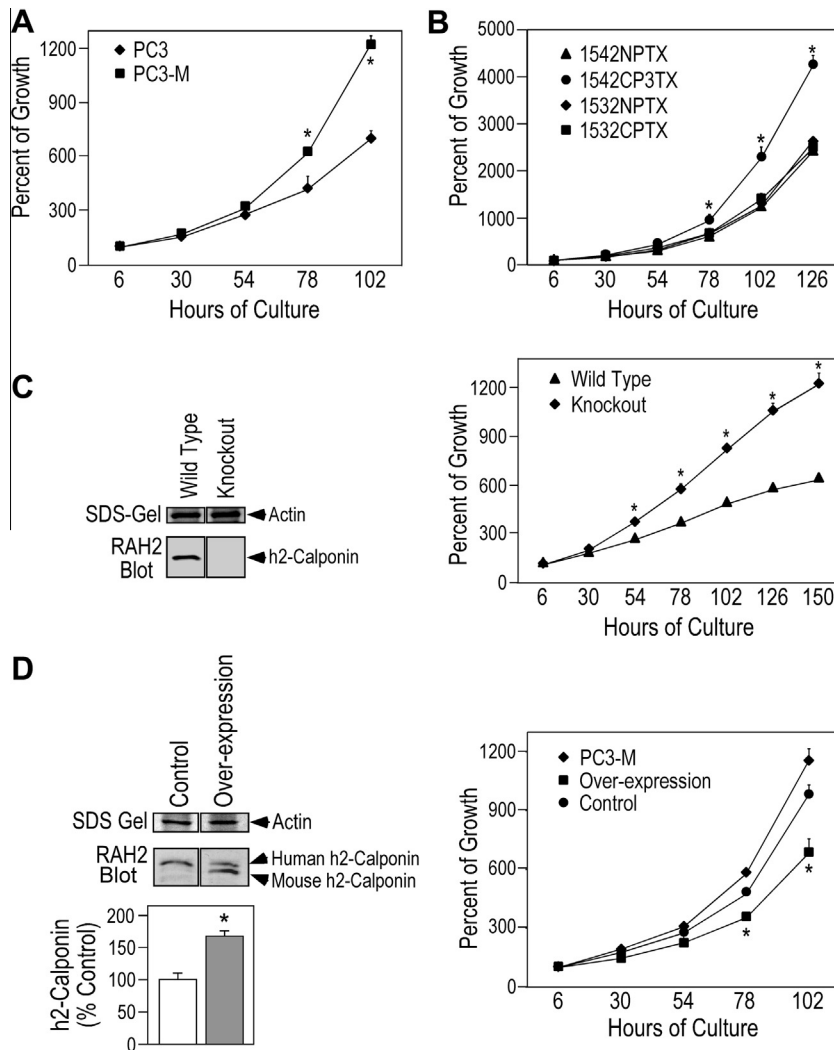 A
Percent of Growth
1200
900
600
300
0
PC3
PC3-M
*
*
6 30 54 78 102
Hours of Culture
B
Percent of Growth
5000
4000
3000
2000
1000
0
1542NPTX
1542CP3TX
1532NPTX
1532CPTX
*
*
*
6 30 54 78 102 126
Hours of Culture
C
Wild Type
Knockout
SDS-Gel
Actin
RAH2
Blot
h2-Calponin
Percent of Growth
1200
900
600
300
0
Wild Type
Knockout
*
*
*
*
*
6 30 54 78 102 126 150
Hours of Culture
D
Control
Over-expression
SDS Gel
Actin
RAH2
Blot
Human h2-Calponin
Mouse h2-Calponin
h2-Calponin
(% Control)
200
150
100
50
0
*
Percent of Growth
1200
900
600
300
0
PC3-M
Over-expression
Control
*
*
6 30 54 78 102
Hours of Culture